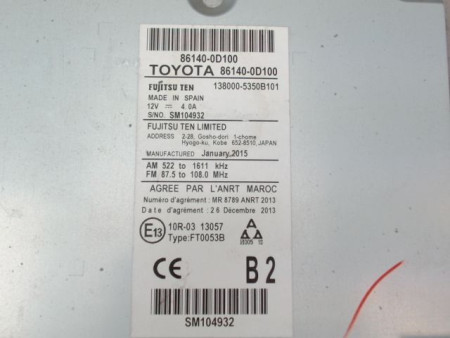 86140-0D100
TOYOTA 86140-0D100
FUJITSU TEN 138000-5350B101
MADE IN SPAIN
12V ⎓ 4.0A
S/NO. SM104932
FUJITSU TEN LIMITED
ADDRESS 2-28, Gosho-dori 1-chome
Hyogo-ku, Kobe 652-8510, JAPAN
MANUFACTURED January,2015
AM 522 to 1611 kHz
FM 87.5 to 108.0 MHz
AGREE PAR L'ANRT MAROC
Numéro d'agrément: MR 8789 ANRT 2013
Date d'agrément: 26 Décembre 2013
E13 10R-03 13057
Type:FT0053B
CE B2
SM104932